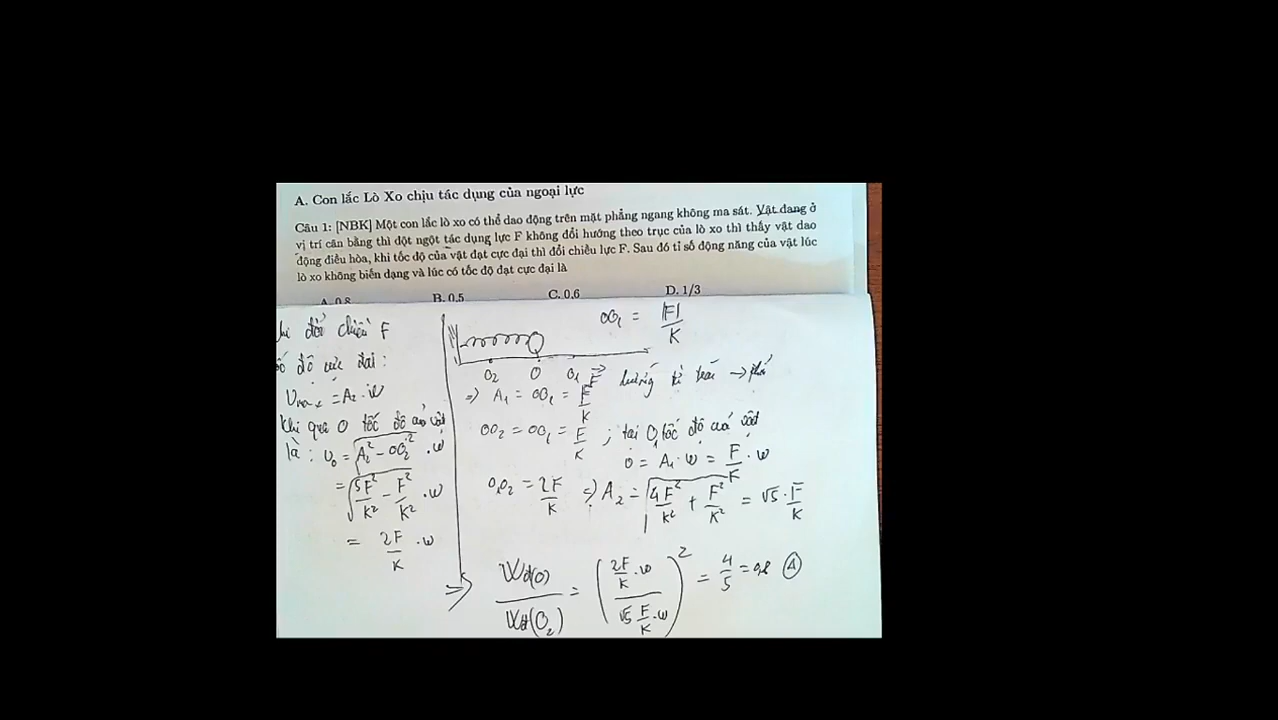 A. Con lắc Lò Xo chịu tác dụng của ngoại lực
Câu 1: [NBK] Một con lắc lò xo có thể dao động trên mặt phẳng ngang không ma sát. Vật đang ở
vị trí cân bằng thì đột ngột tác dụng lực F không đổi hướng theo trục của lò xo thì thấy vật dao
động điều hòa, khi tốc độ của vật đạt cực đại thì đổi chiều lực F. Sau đó tỉ số động năng của vật lúc
lò xo không biến dạng và lúc có tốc độ đạt cực đại là
A. 0,8 B. 0,5 C. 0,6 D. 1/3
đổi chiều F
độ cực đại:
Vmax = A₂.ω
khi qua O tốc độ của vật
là: v₀ = √(A₂² - OO₂²) .ω
= √(5F²/K² - F²/K²) .ω
= 2F/K .ω
OO₁ = |F|/K
O₂ O O₁
F hướng từ trái →
=> A₁ = OO₁ = F/K
OO₂ = OO₁ = F/K ; tại O₁ tốc độ của vật
v = A₁.ω = F/K .ω
O₁O₂ = 2F/K => A₂ = √(4F²/K² + F²/K²) = √5 . F/K
=> Wđ(O)/Wđ(O₂) = (2F/K .ω / √5 F/K .ω)² = 4/5 = 0,8 A